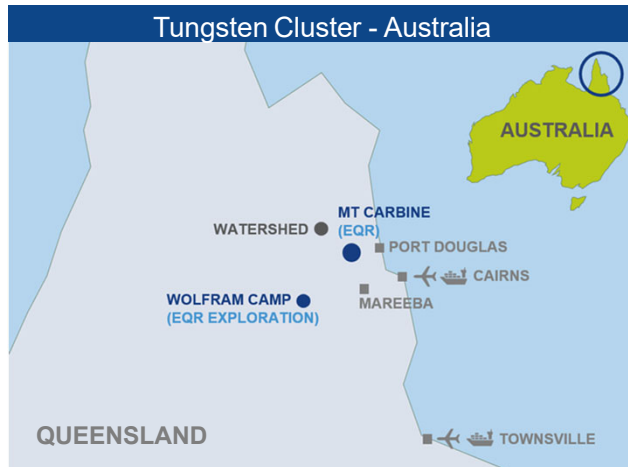 Tungsten Cluster - Australia
AUSTRALIA
MT CARBINE
(EQR)
WATERSHED
PORT DOUGLAS
CAIRNS
MAREEBA
WOLFRAM CAMP
(EQR EXPLORATION)
QUEENSLAND
TOWNSVILLE